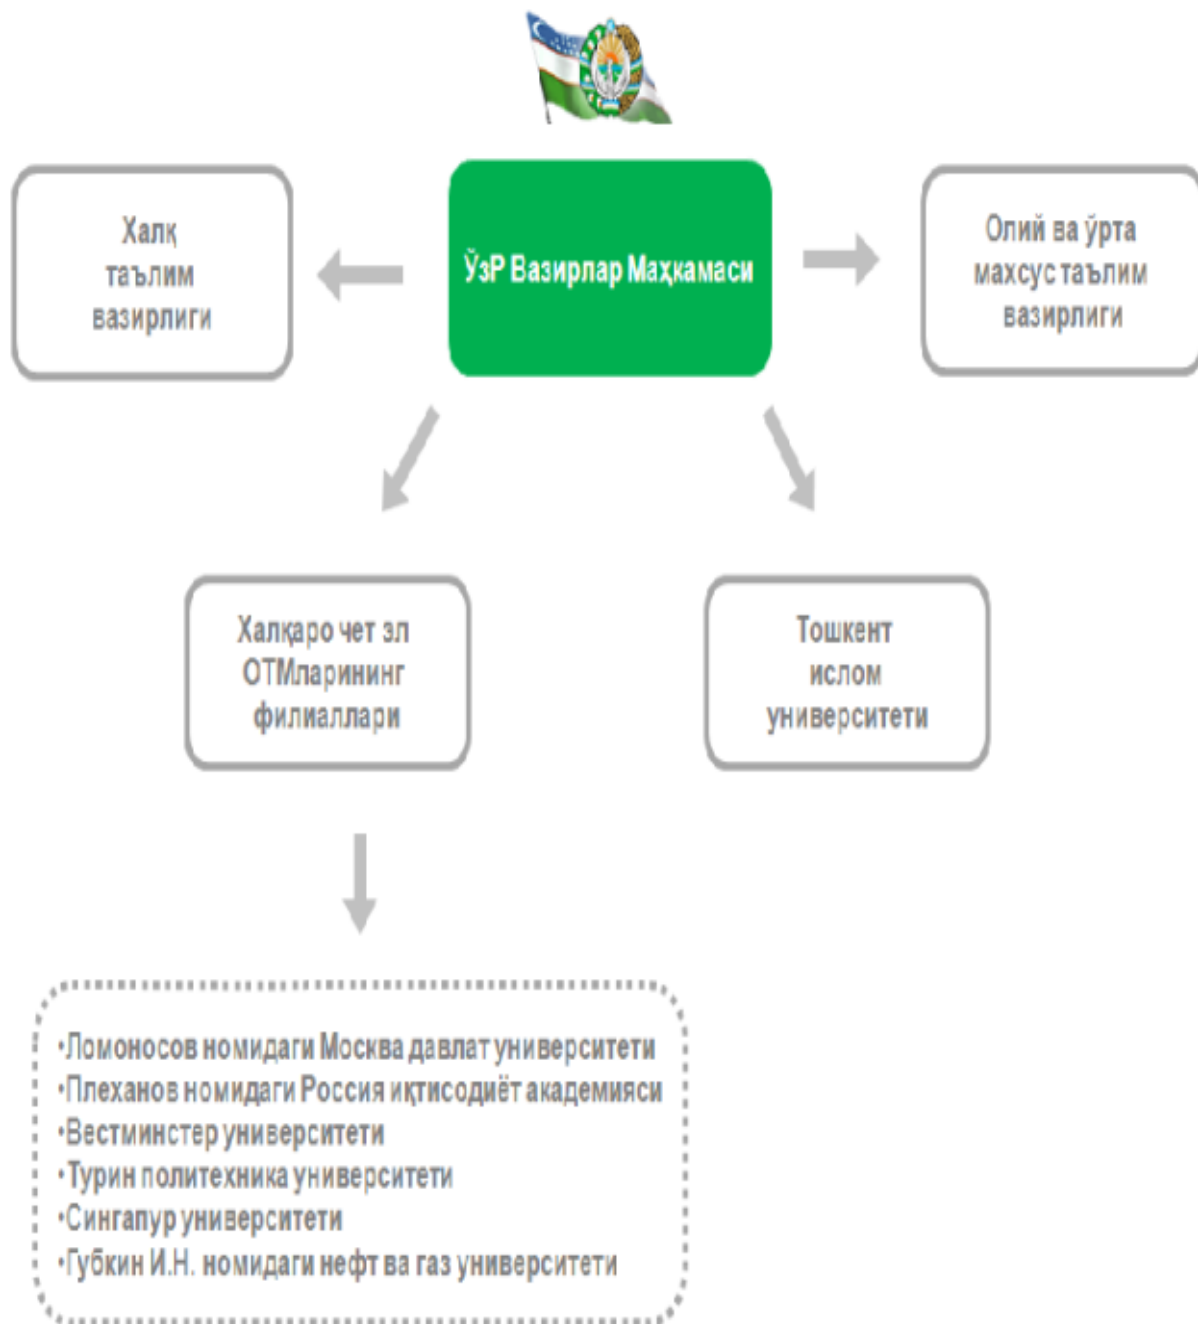 ЎзР Вазирлар Маҳкамаси
Халқ
таълим
вазирлиги
Олий ва ўрта
махсус таълим
вазирлиги
Халқаро чет эл
ОТМларининг
филиаллари
Тошкент
ислом
университети
•Ломоносов номидаги Москва давлат университети
•Плеханов номидаги Россия иқтисодиёт академияси
•Вестминстер университети
•Турин политехника университети
•Сингапур университети
•Губкин И.Н. номидаги нефт ва газ университети